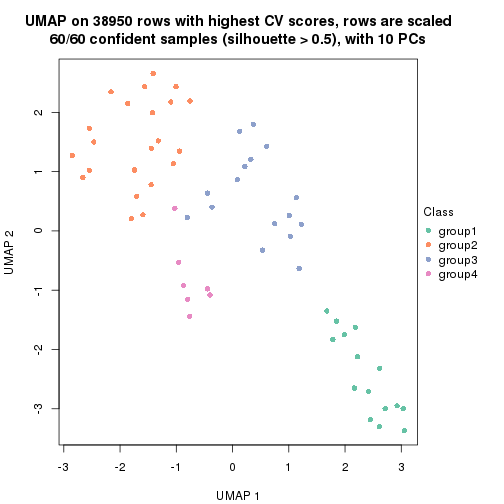 UMAP on 38950 rows with highest CV scores, rows are scaled
60/60 confident samples (silhouette > 0.5), with 10 PCs
UMAP 2
2
1
0
-1
-2
-3
-3
-2
-1
0
1
2
3
UMAP 1
Class
group1
group2
group3
group4